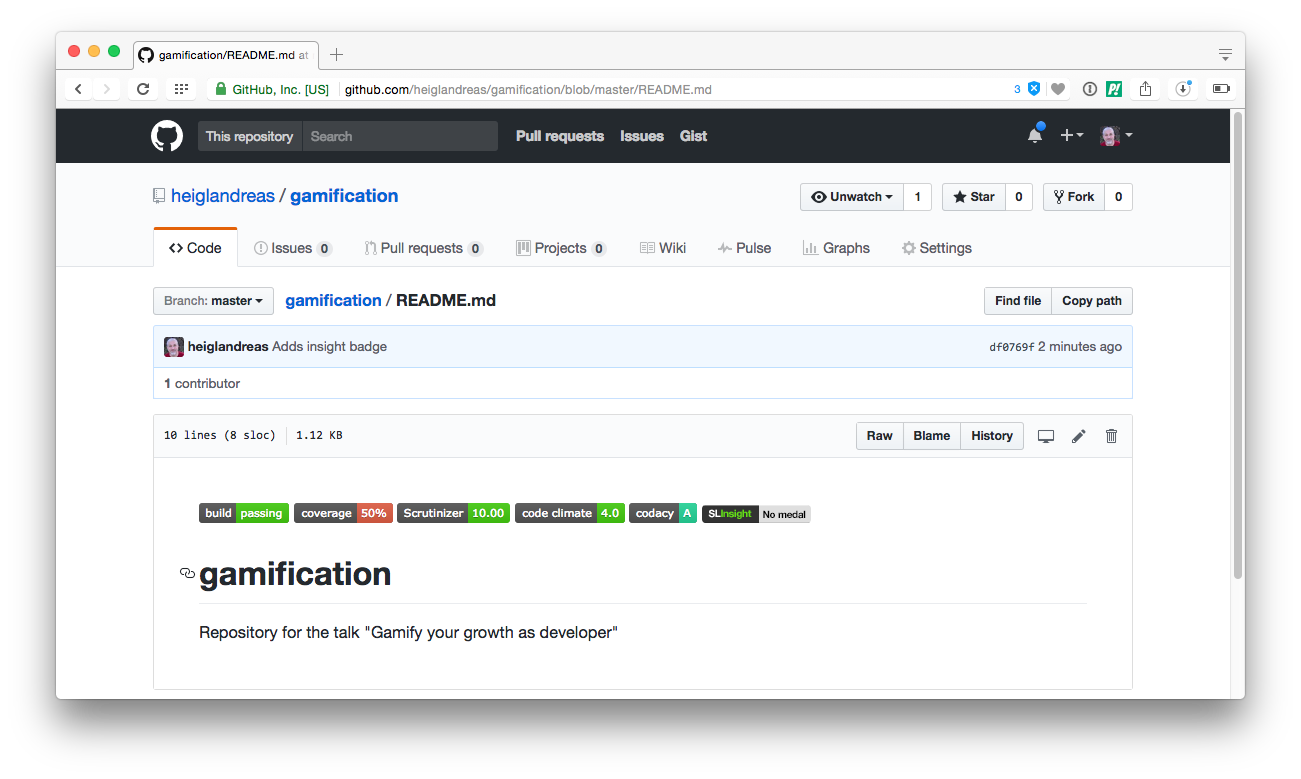 gamification/README.md at
GitHub, Inc. [US] github.com/heiglandreas/gamification/blob/master/README.md 3
This repository Search Pull requests Issues Gist
heiglandreas / gamification Unwatch 1 Star 0 Fork 0
Code Issues 0 Pull requests 0 Projects 0 Wiki Pulse Graphs Settings
Branch: master gamification / README.md Find file Copy path
heiglandreas Adds insight badge df0769f 2 minutes ago
1 contributor
10 lines (8 sloc) 1.12 KB Raw Blame History
build passing coverage 50% Scrutinizer 10.00 code climate 4.0 codacy A SLInsight No medal
gamification
Repository for the talk "Gamify your growth as developer"